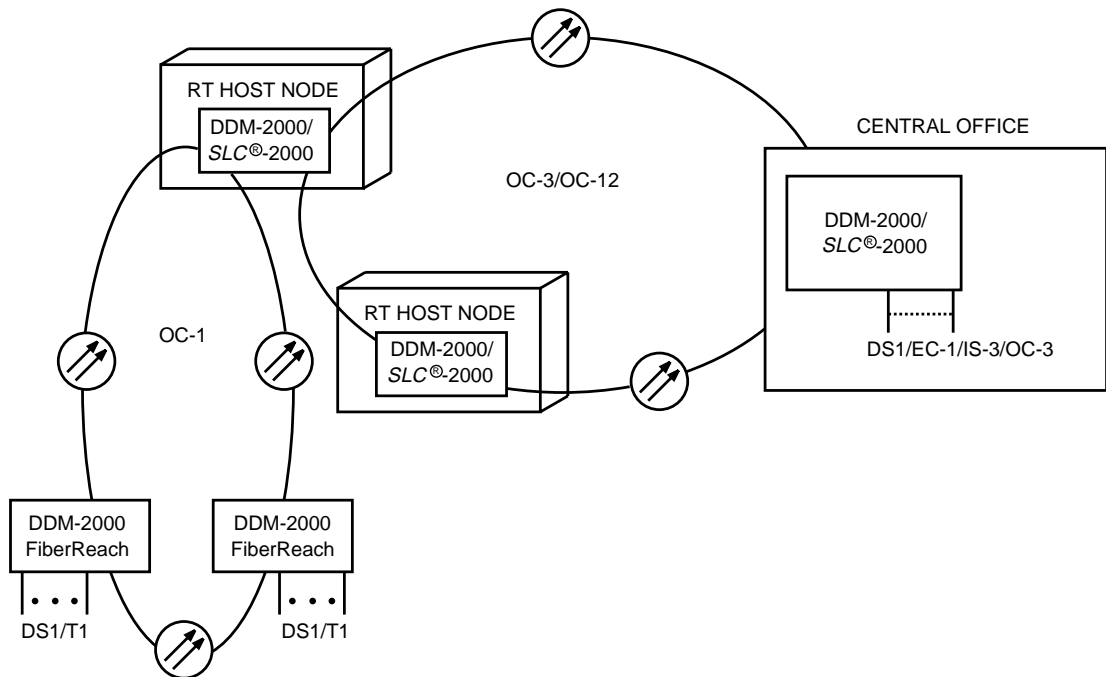 RT HOST NODE
DDM-2000/
SLC®-2000
CENTRAL OFFICE
OC-3/OC-12
DDM-2000/
SLC®-2000
RT HOST NODE
OC-1
DDM-2000/
SLC®-2000
DS1/EC-1/IS-3/OC-3
DDM-2000
FiberReach
DDM-2000
FiberReach
DS1/T1
DS1/T1